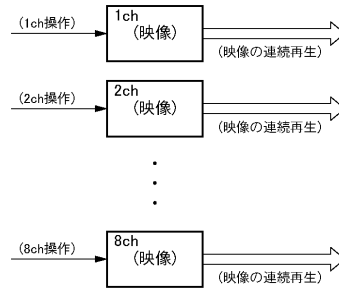 (1ch操作)
1ch
(映像)
(映像の連続再生)
(2ch操作)
2ch
(映像)
(映像の連続再生)
(8ch操作)
8ch
(映像)
(映像の連続再生)